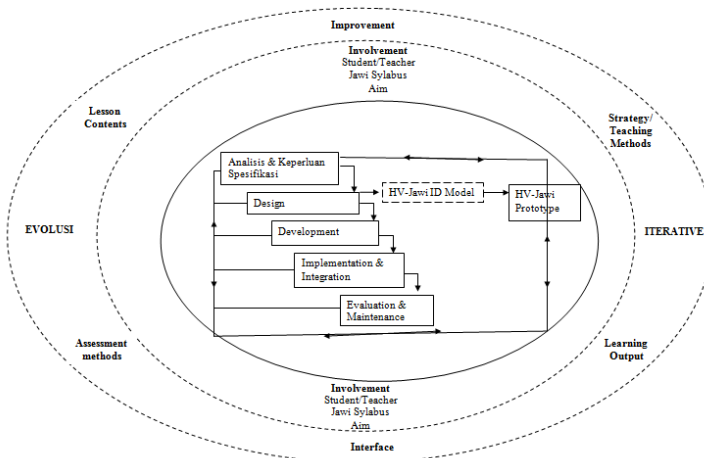 Improvement
Involvement
Student/Teacher
Jawi Sylabus
Aim
Lesson
Contents
Strategy/
Teaching Methods
Analisis & Keperluan
Spesifikasi
HV-Jawi ID Model
HV-Jawi
Prototype
Design
EVOLUSI
Development
ITERATIVE
Implementation &
Integration
Evaluation &
Maintenance
Assessment
methods
Learning
Output
Involvement
Student/Teacher
Jawi Sylabus
Aim
Interface